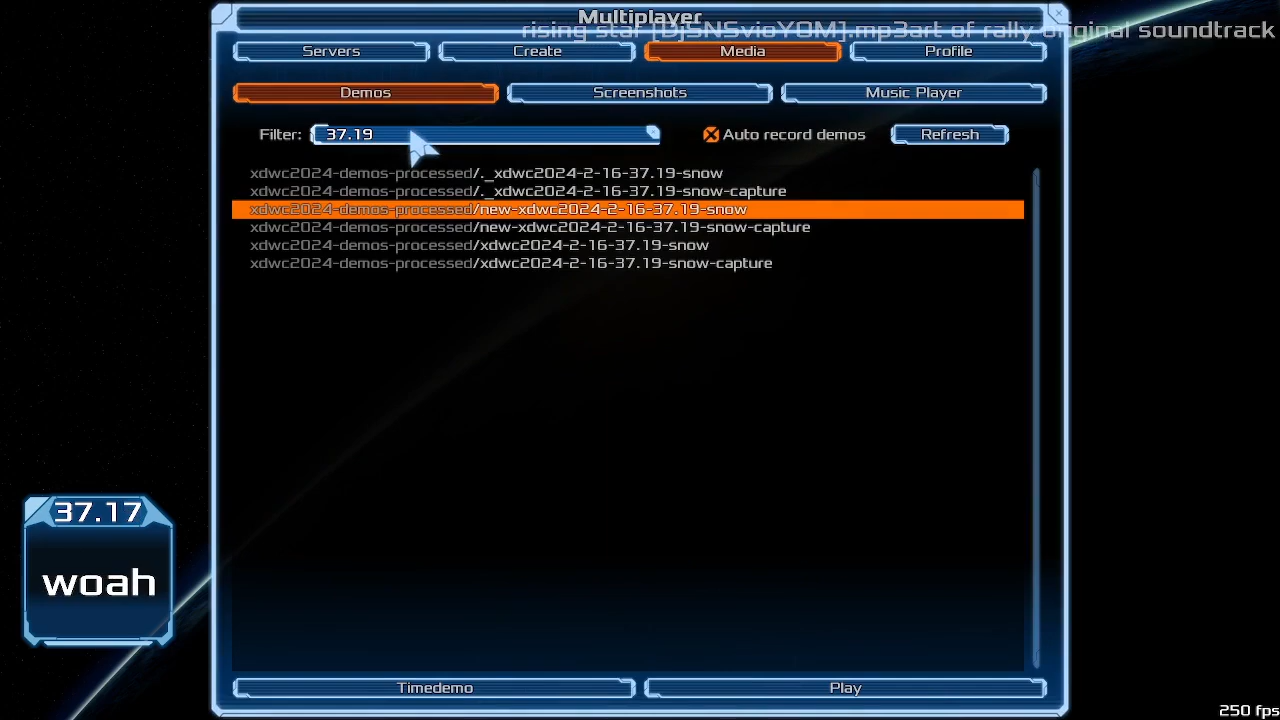 Multiplayer
rising star [DjSNSvioYOM].mp3art of rally original soundtrack
Servers Create Media Profile
Demos Screenshots Music Player
Filter: 37.19 Auto record demos Refresh
xdwc2024-demos-processed/._xdwc2024-2-16-37.19-snow
xdwc2024-demos-processed/._xdwc2024-2-16-37.19-snow-capture
xdwc2024-demos-processed/new-xdwc2024-2-16-37.19-snow
xdwc2024-demos-processed/new-xdwc2024-2-16-37.19-snow-capture
xdwc2024-demos-processed/xdwc2024-2-16-37.19-snow
xdwc2024-demos-processed/xdwc2024-2-16-37.19-snow-capture
37.17
woah
Timedemo Play
250 fps